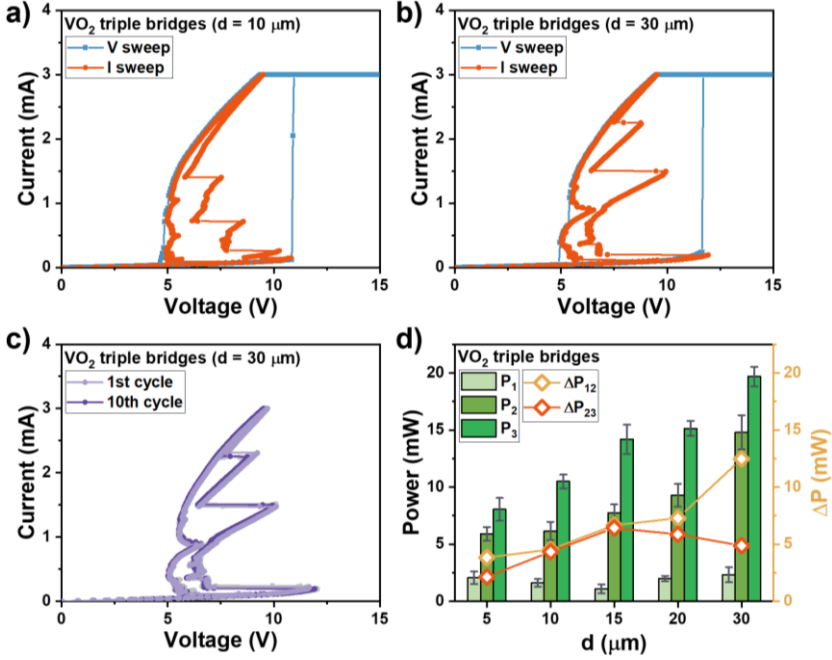 a)
VO₂ triple bridges (d = 10 μm)
V sweep
I sweep
Current (mA)
4
3
2
1
0
0 5 10 15
Voltage (V)
b)
VO₂ triple bridges (d = 30 μm)
V sweep
I sweep
Current (mA)
4
3
2
1
0
0 5 10 15
Voltage (V)
c)
VO₂ triple bridges (d = 30 μm)
1st cycle
10th cycle
Current (mA)
4
3
2
1
0
0 5 10 15
Voltage (V)
d)
VO₂ triple bridges
P₁ ΔP₁₂
P₂ ΔP₂₃
P₃
Power (mW)
20
15
10
5
0
ΔP (mW)
20
15
10
5
0
5 10 15 20 30
d (μm)